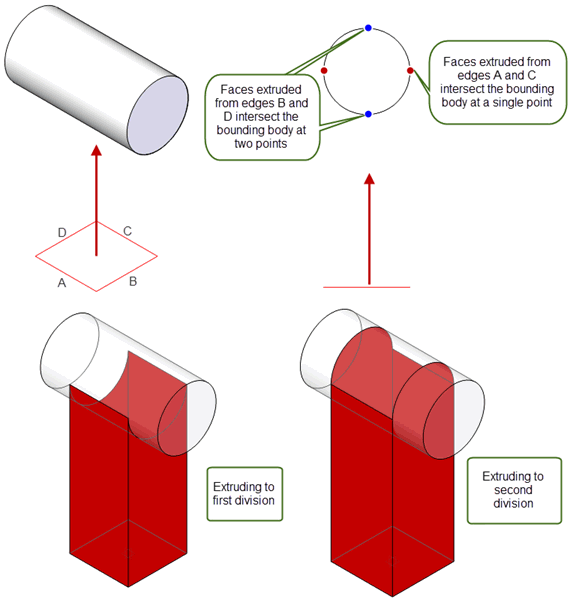 Faces extruded
from edges B and
D intersect the
bounding body at
two points
Faces extruded from
edges A and C
intersect the bounding
body at a single point
D
C
A
B
Extruding to
first division
Extruding to
second
division